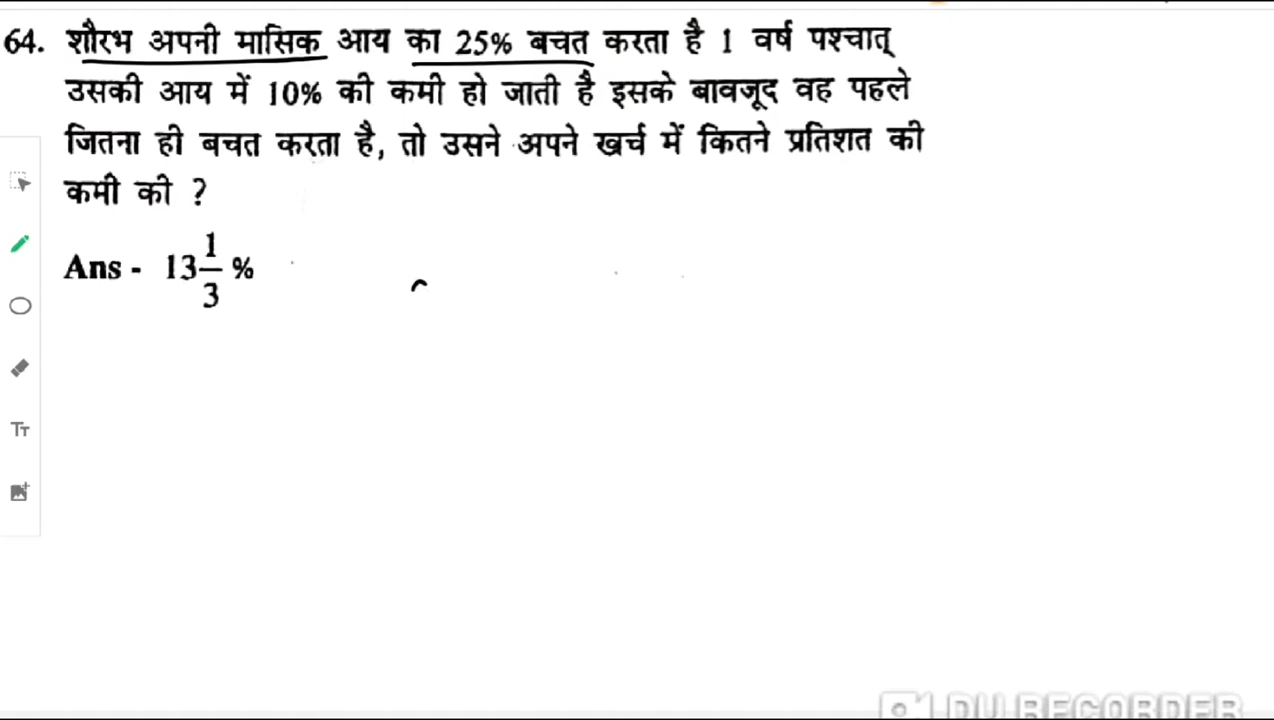 64. शौरभ अपनी मासिक आय का 25% बचत करता है 1 वर्ष पश्चात्
उसकी आय में 10% की कमी हो जाती है इसके बावजूद वह पहले
जितना ही बचत करता है, तो उसने अपने खर्च में कितने प्रतिशत की
कमी की ?
Ans - 13 1/3 %
TT
DU RECORDER